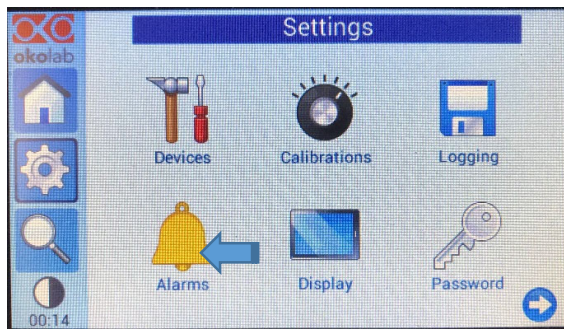 Settings
okolab
Devices
Calibrations
Logging
Alarms
Display
Password
00:14